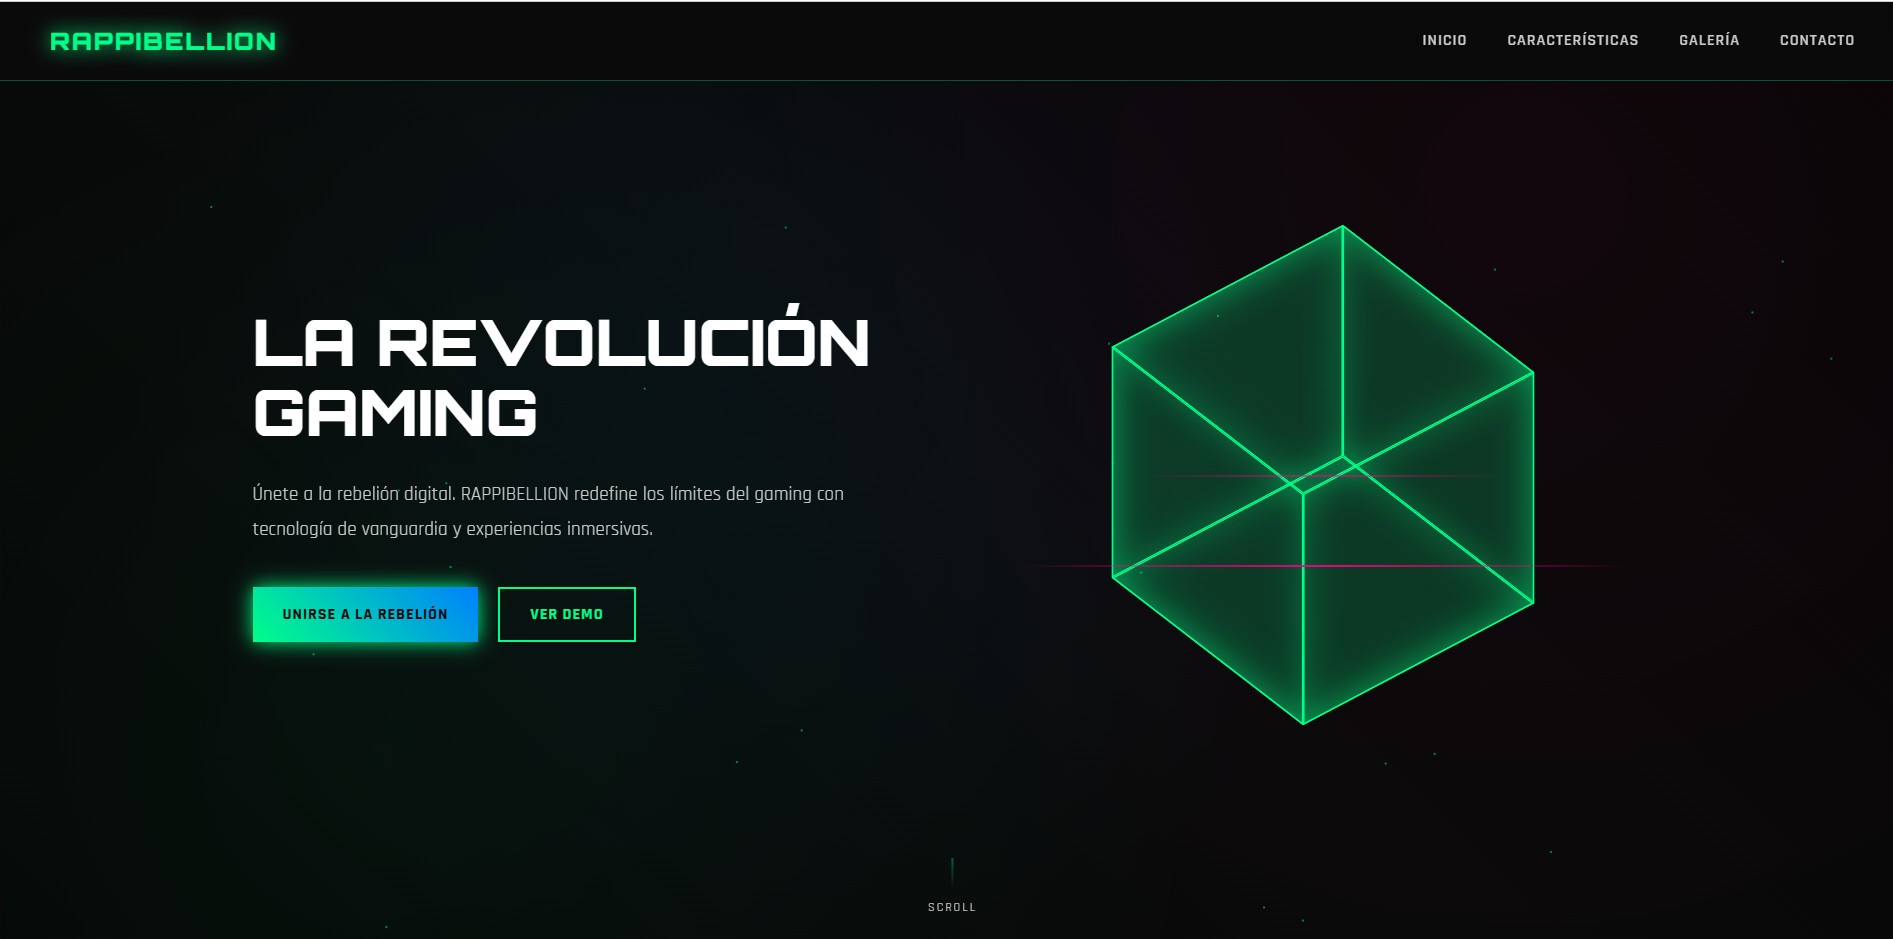 RAPPIBELLION
INICIO CARACTERÍSTICAS GALERÍA CONTACTO
LA REVOLUCIÓN
GAMING
Únete a la rebelión digital. RAPPIBELLION redefine los límites del gaming con
tecnología de vanguardia y experiencias inmersivas.
UNIRSE A LA REBELIÓN
VER DEMO
SCROLL